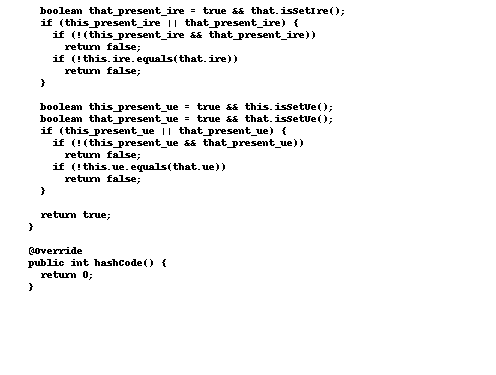 boolean that_present_ire = true && that.isSetIre();
if (this_present_ire || that_present_ire) {
if (!(this_present_ire && that_present_ire))
return false;
if (!this.ire.equals(that.ire))
return false;
}
boolean this_present_ue = true && this.isSetUe();
boolean that_present_ue = true && that.isSetUe();
if (this_present_ue || that_present_ue) {
if (!(this_present_ue && that_present_ue))
return false;
if (!this.ue.equals(that.ue))
return false;
}
return true;
}
@Override
public int hashCode() {
return 0;
}